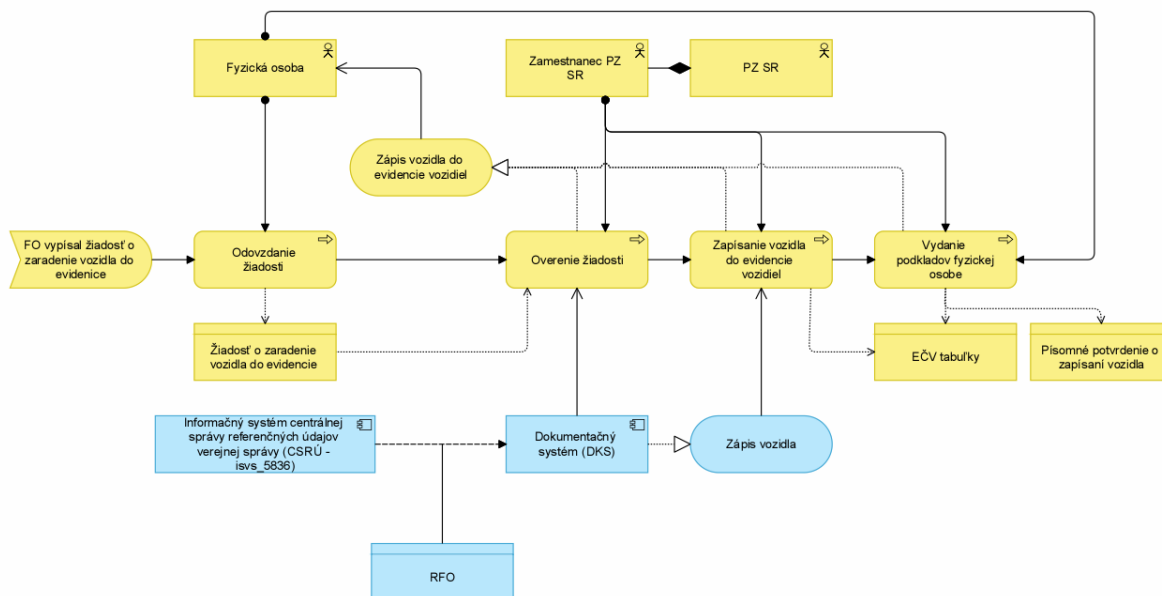 Fyzická osoba
Zamestnanec PZ
SR
PZ SR
Zápis vozidla do
evidencie vozidiel
FO vypísal žiadosť o
zaradenie vozidla do
evidenice
Odovzdanie
žiadosti
Overenie žiadosti
Zapísanie vozidla
do evidencie
vozidiel
Vydanie
podkladov fyzickej
osobe
Žiadosť o zaradenie
vozidla do evidencie
EČV tabuľky
Písomné potvrdenie o
zapísaní vozidla
Informačný systém centrálnej
správy referenčných údajov
verejnej správy (CSRÚ -
isvs_5836)
Dokumentačný
systém (DKS)
Zápis vozidla
RFO